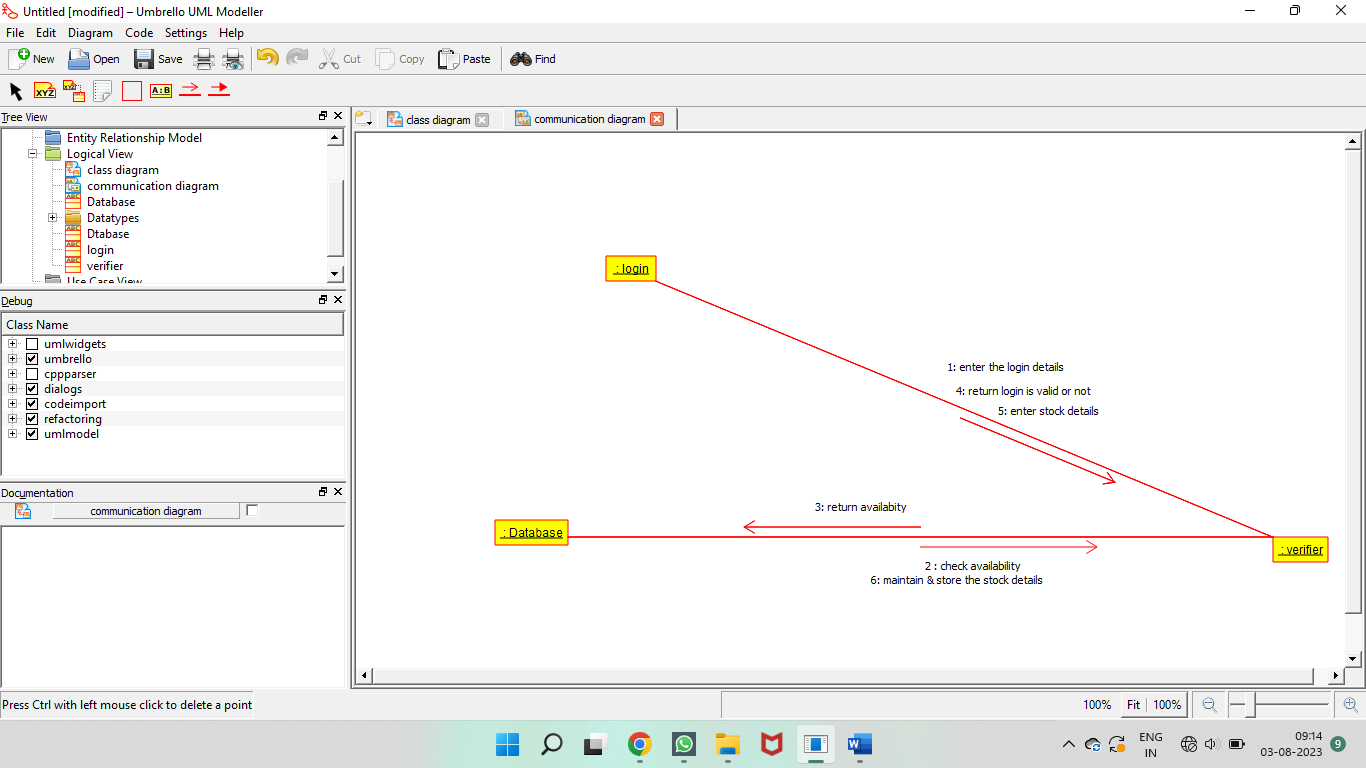 Untitled [modified] – Umbrello UML Modeller
File Edit Diagram Code Settings Help
New Open Save Cut Copy Paste Find
XYZ XYZ A:B
Tree View
class diagram communication diagram
Entity Relationship Model
Logical View
class diagram
communication diagram
Database
Datatypes
Dtabase
login
verifier
Use Case View
Debug
Class Name
umlwidgets
umbrello
cppparser
dialogs
codeimport
refactoring
umlmodel
Documentation
communication diagram
: login
1: enter the login details
4: return login is valid or not
5: enter stock details
3: return availabity
: Database
: verifier
2 : check availability
6: maintain & store the stock details
Press Ctrl with left mouse click to delete a point
100% Fit 100%
ENG
IN
09:14
03-08-2023
9